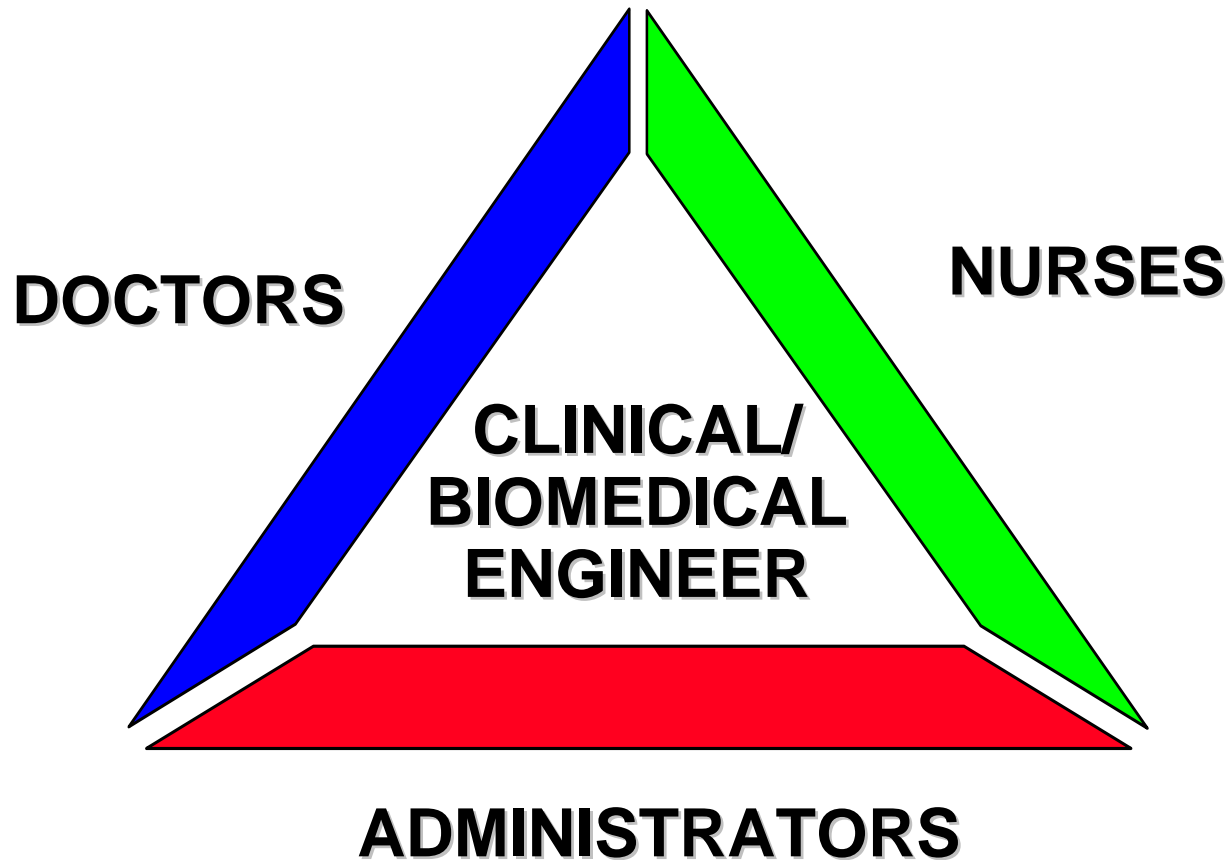 DOCTORS
NURSES
CLINICAL/
BIOMEDICAL
ENGINEER
ADMINISTRATORS